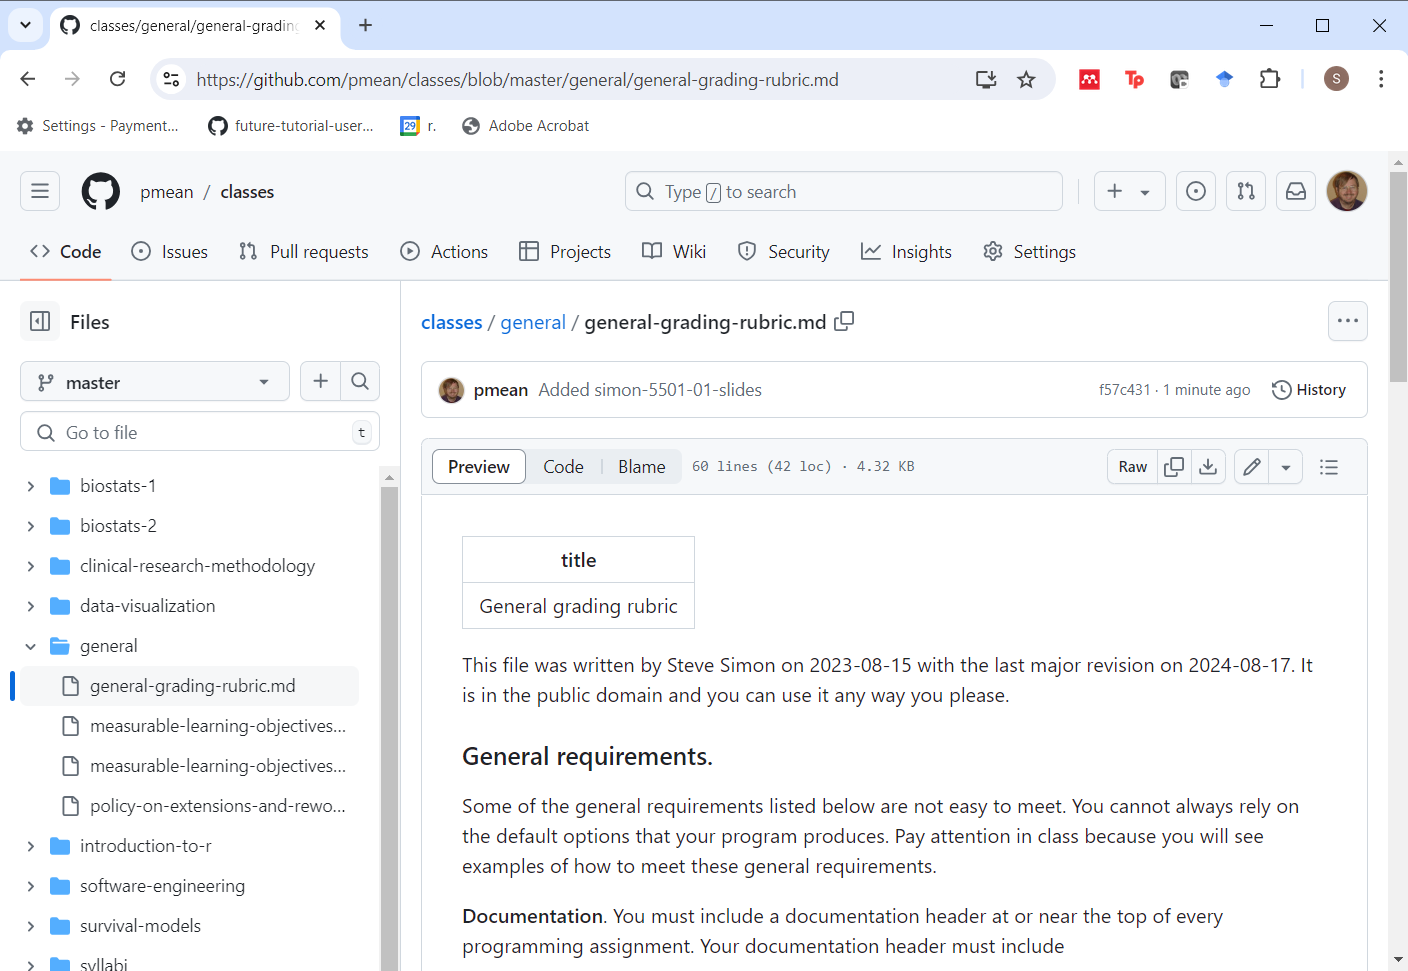 classes/general/general-grading
https://github.com/pmean/classes/blob/master/general/general-grading-rubric.md
Tp
S
Settings - Payment...
future-tutorial-user...
29
r.
Adobe Acrobat
pmean / classes
Type / to search
Code
Issues
Pull requests
Actions
Projects
Wiki
Security
Insights
Settings
Files
master
Go to file
t
biostats-1
biostats-2
clinical-research-methodology
data-visualization
general
general-grading-rubric.md
measurable-learning-objectives...
measurable-learning-objectives...
policy-on-extensions-and-rewo...
introduction-to-r
software-engineering
survival-models
syllabi
classes / general / general-grading-rubric.md
pmean Added simon-5501-01-slides
f57c431 · 1 minute ago
History
Preview
Code
Blame
60 lines (42 loc) · 4.32 KB
Raw
title
General grading rubric
This file was written by Steve Simon on 2023-08-15 with the last major revision on 2024-08-17. It
is in the public domain and you can use it any way you please.
General requirements.
Some of the general requirements listed below are not easy to meet. You cannot always rely on
the default options that your program produces. Pay attention in class because you will see
examples of how to meet these general requirements.
Documentation. You must include a documentation header at or near the top of every
programming assignment. Your documentation header must include